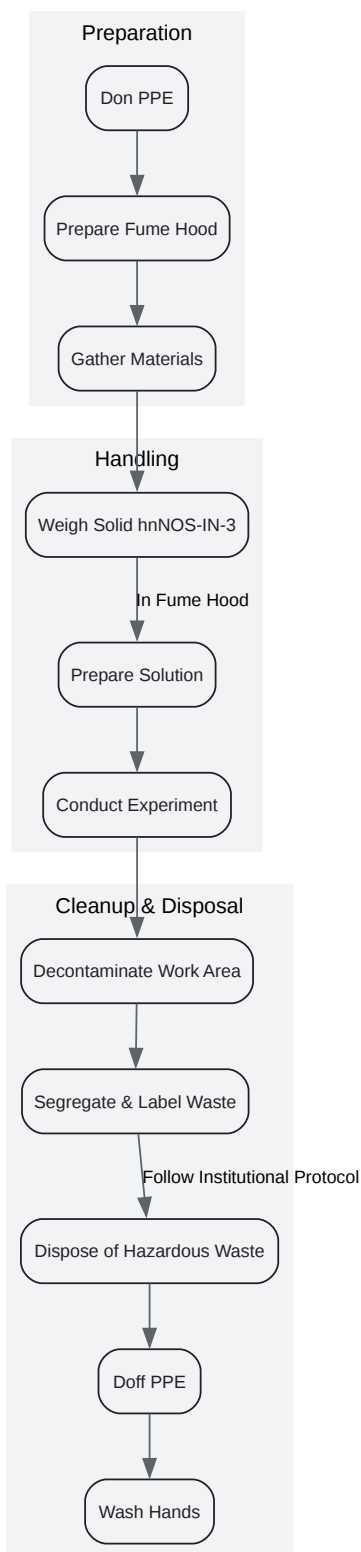 Preparation
Don PPE
Prepare Fume Hood
Gather Materials
Handling
Weigh Solid hnNOS-IN-3
In Fume Hood
Prepare Solution
Conduct Experiment
Cleanup & Disposal
Decontaminate Work Area
Segregate & Label Waste
Follow Institutional Protocol
Dispose of Hazardous Waste
Doff PPE
Wash Hands